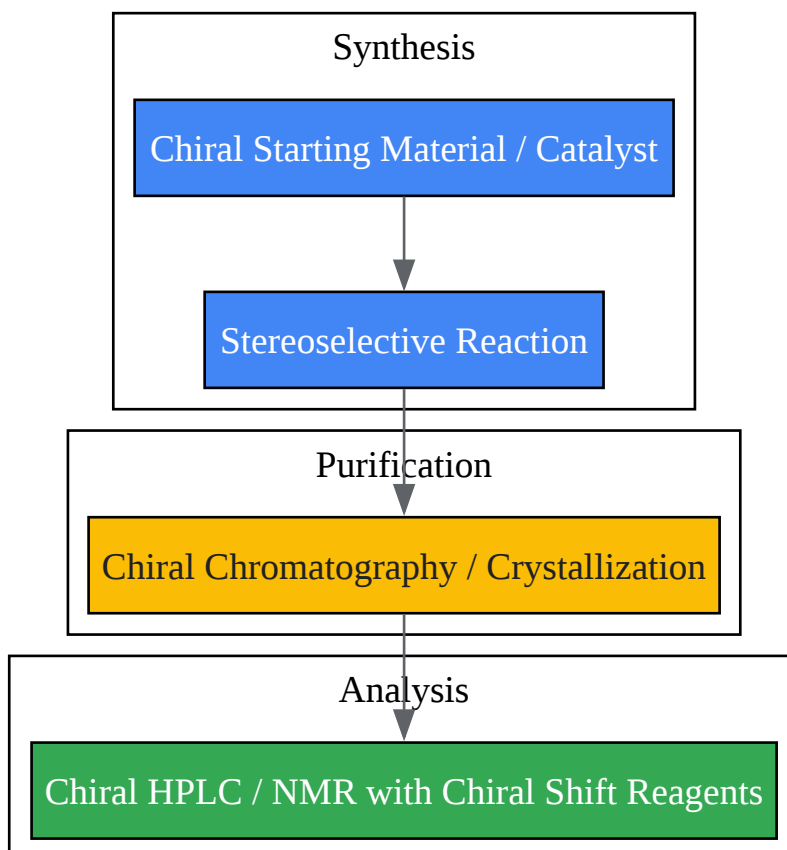 Synthesis
Chiral Starting Material / Catalyst
Stereoselective Reaction
Purification
Chiral Chromatography / Crystallization
Analysis
Chiral HPLC / NMR with Chiral Shift Reagents